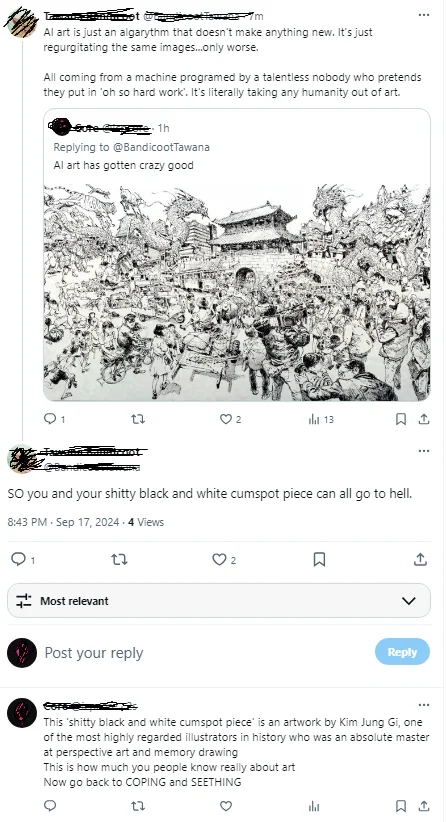 7m
AI art is just an algarythm that doesn't make anything new. It's just
regurgitating the same images...only worse.
All coming from a machine programed by a talentless nobody who pretends
they put in 'oh so hard work'. It's literally taking any humanity out of art.
1h
Replying to @BandicootTawana
AI art has gotten crazy good
1 2 13
SO you and your shitty black and white cumspot piece can all go to hell.
8:43 PM · Sep 17, 2024 · 4 Views
1 2
Most relevant
Post your reply
Reply
This 'shitty black and white cumspot piece' is an artwork by Kim Jung Gi, one
of the most highly regarded illustrators in history who was an absolute master
at perspective art and memory drawing
This is how much you people know really about art
Now go back to COPING and SEETHING